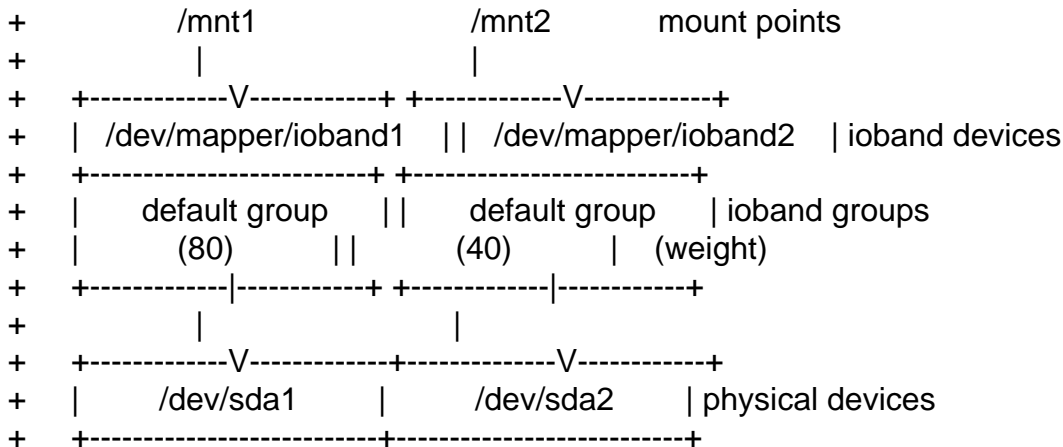 + /mnt1 /mnt2 mount points
+ | |
+ +-------------V------------+ +-------------V------------+
+ | /dev/mapper/ioband1 | | /dev/mapper/ioband2 | ioband devices
+ +--------------------------+ +--------------------------+
+ | default group | | default group | ioband groups
+ | (80) | | (40) | (weight)
+ +-------------|------------+ +-------------|------------+
+ | |
+ +-------------V--------------+--------------V------------+
+ | /dev/sda1 | /dev/sda2 | physical devices
+ +---------------------------+---------------------------+